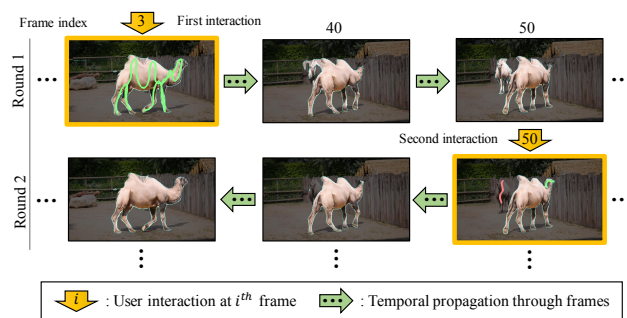 Frame index
3
First interaction
40
50
Round 1
Second interaction
50
Round 2
i
: User interaction at i^th frame
: Temporal propagation through frames